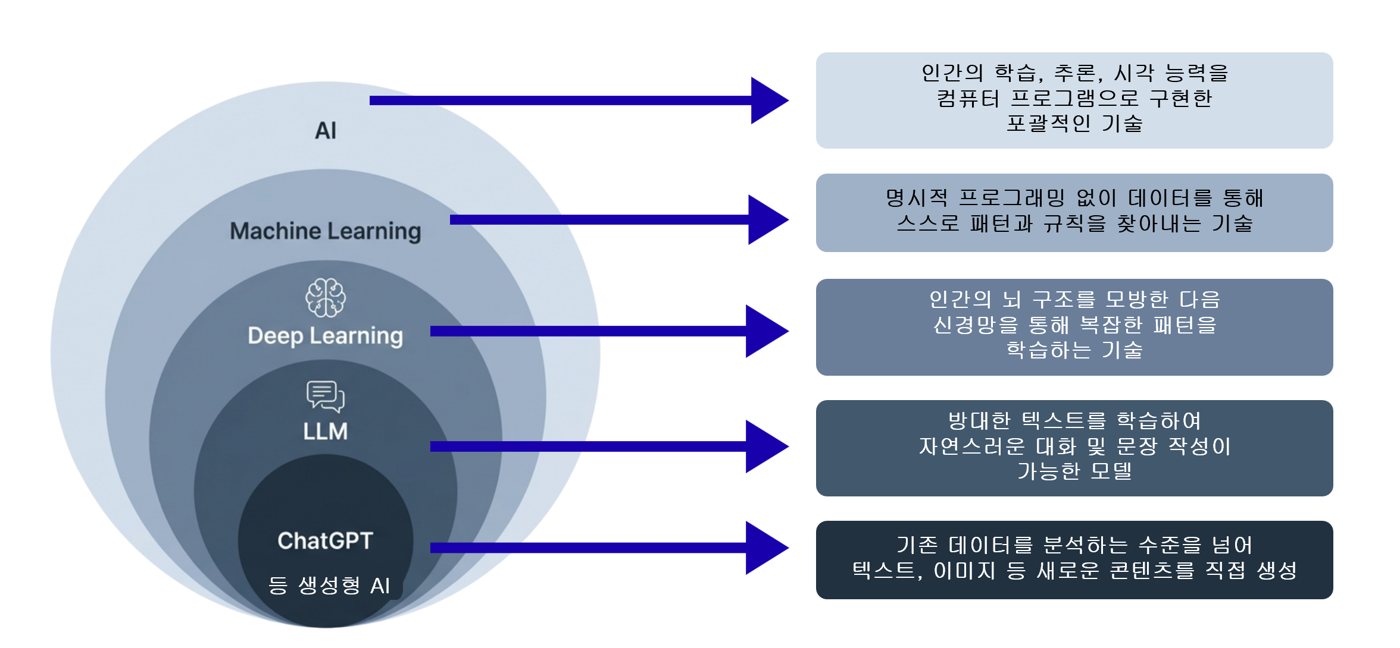 AI
Machine Learning
Deep Learning
LLM
ChatGPT
등 생성형 AI
인간의 학습, 추론, 시각 능력을
컴퓨터 프로그램으로 구현한
포괄적인 기술
명시적 프로그래밍 없이 데이터를 통해
스스로 패턴과 규칙을 찾아내는 기술
인간의 뇌 구조를 모방한 다음
신경망을 통해 복잡한 패턴을
학습하는 기술
방대한 텍스트를 학습하여
자연스러운 대화 및 문장 작성이
가능한 모델
기존 데이터를 분석하는 수준을 넘어
텍스트, 이미지 등 새로운 콘텐츠를 직접 생성